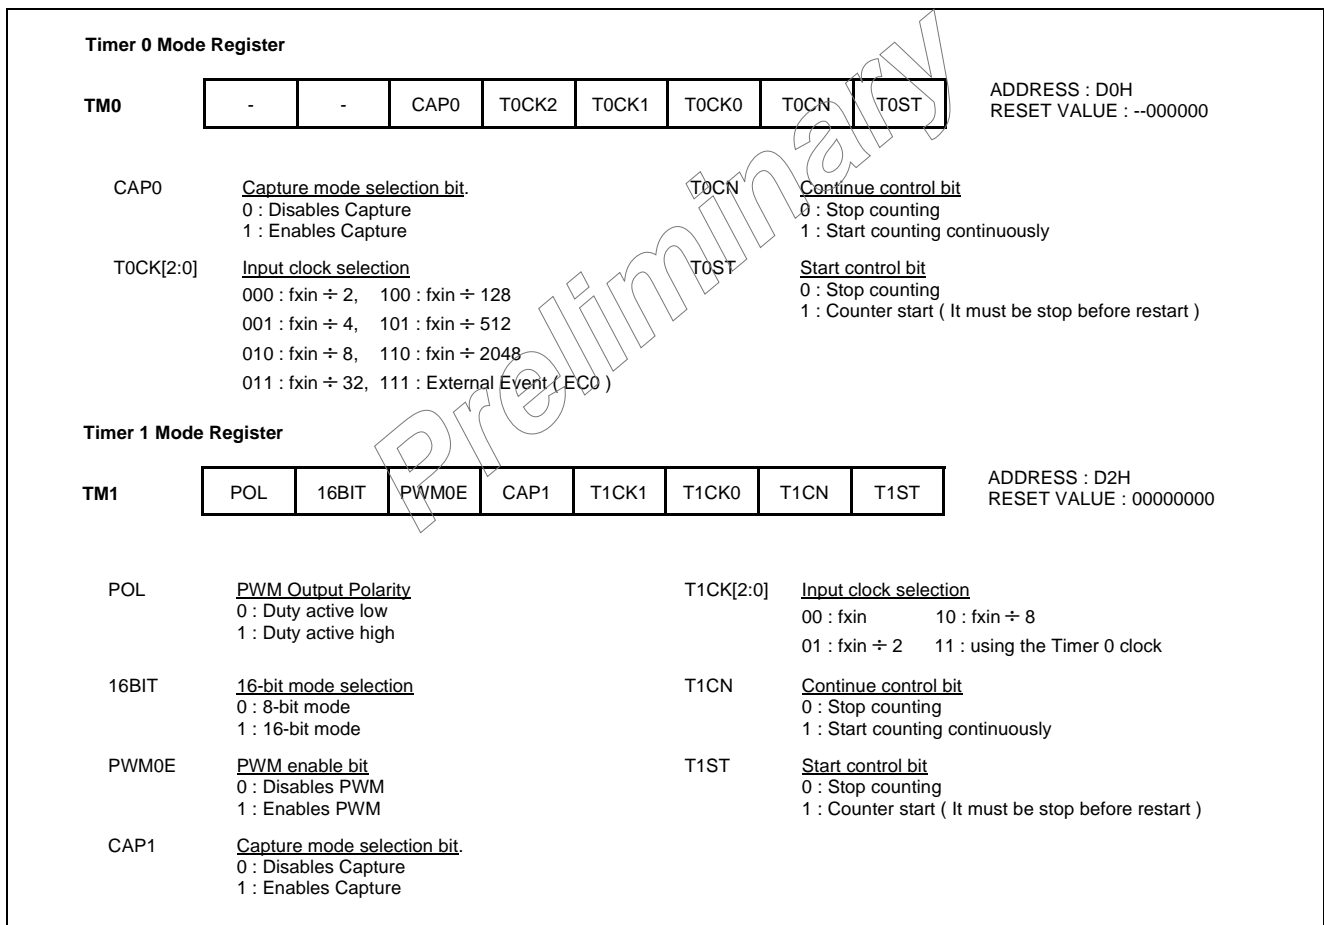 Timer 0 Mode Register
TM0 - - CAP0 T0CK2 T0CK1 T0CK0 T0CN T0ST
ADDRESS : D0H
RESET VALUE : --000000
CAP0 Capture mode selection bit.
0 : Disables Capture
1 : Enables Capture
T0CK[2:0] Input clock selection
000 : fxin ÷ 2, 100 : fxin ÷ 128
001 : fxin ÷ 4, 101 : fxin ÷ 512
010 : fxin ÷ 8, 110 : fxin ÷ 2048
011 : fxin ÷ 32, 111 : External Event ( EC0 )
T0CN Continue control bit
0 : Stop counting
1 : Start counting continuously
T0ST Start control bit
0 : Stop counting
1 : Counter start ( It must be stop before restart )
Preliminary
Timer 1 Mode Register
TM1 POL 16BIT PWM0E CAP1 T1CK1 T1CK0 T1CN T1ST
ADDRESS : D2H
RESET VALUE : 00000000
POL PWM Output Polarity
0 : Duty active low
1 : Duty active high
16BIT 16-bit mode selection
0 : 8-bit mode
1 : 16-bit mode
PWM0E PWM enable bit
0 : Disables PWM
1 : Enables PWM
CAP1 Capture mode selection bit.
0 : Disables Capture
1 : Enables Capture
T1CK[2:0] Input clock selection
00 : fxin 10 : fxin ÷ 8
01 : fxin ÷ 2 11 : using the Timer 0 clock
T1CN Continue control bit
0 : Stop counting
1 : Start counting continuously
T1ST Start control bit
0 : Stop counting
1 : Counter start ( It must be stop before restart )